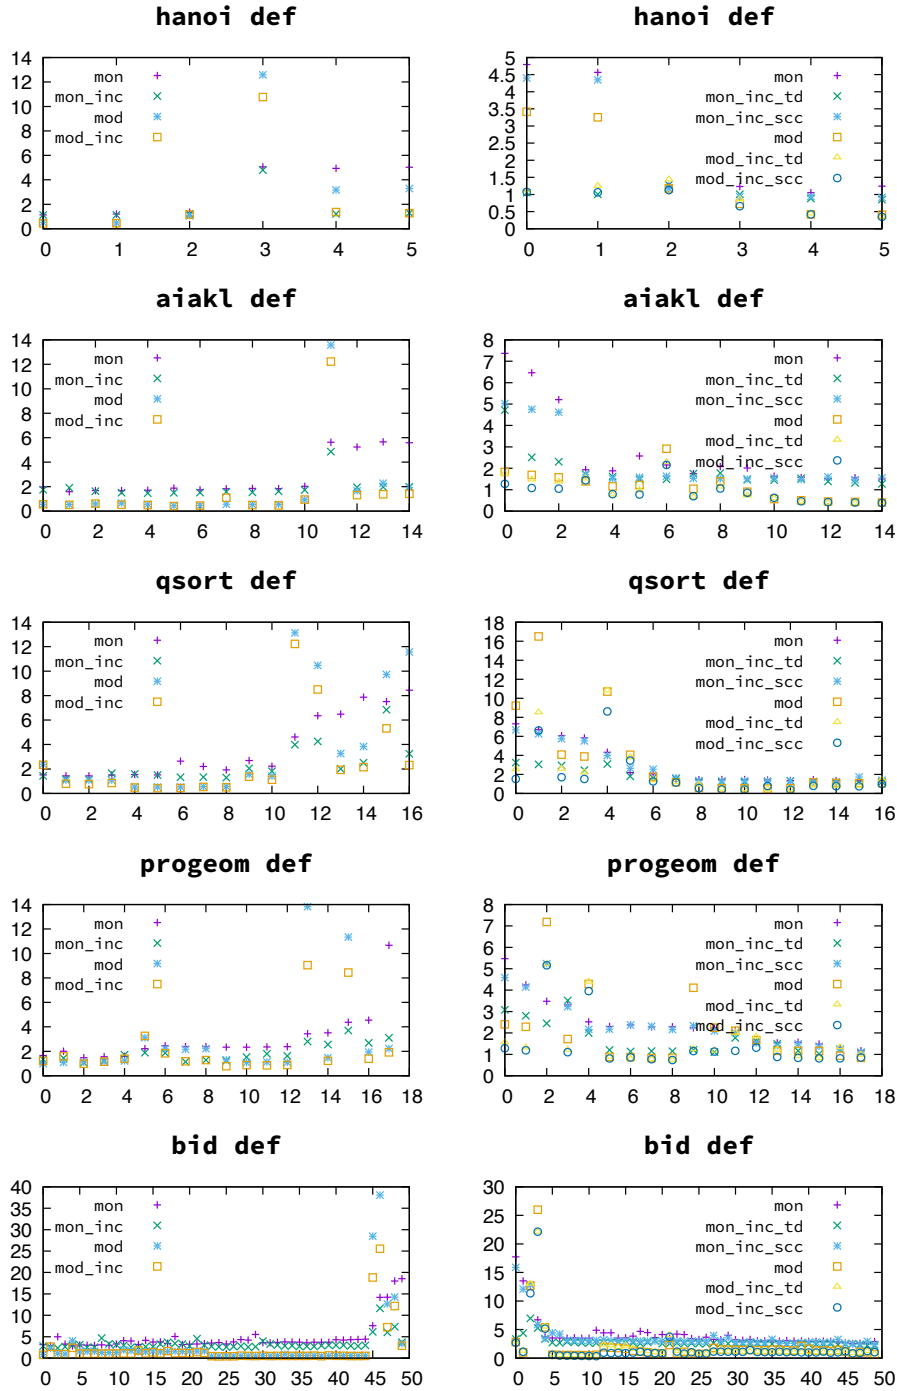 hanoi def
14
12
10
8
6
4
2
0
mon
mon_inc
mod
mod_inc
0 1 2 3 4 5
hanoi def
5
4.5
4
3.5
3
2.5
2
1.5
1
0.5
0
mon
mon_inc_td
mon_inc_scc
mod
mod_inc_td
mod_inc_scc
0 1 2 3 4 5
aiakl def
14
12
10
8
6
4
2
0
mon
mon_inc
mod
mod_inc
0 2 4 6 8 10 12 14
aiakl def
8
7
6
5
4
3
2
1
0
mon
mon_inc_td
mon_inc_scc
mod
mod_inc_td
mod_inc_scc
0 2 4 6 8 10 12 14
qsort def
14
12
10
8
6
4
2
0
mon
mon_inc
mod
mod_inc
0 2 4 6 8 10 12 14 16
qsort def
18
16
14
12
10
8
6
4
2
0
mon
mon_inc_td
mon_inc_scc
mod
mod_inc_td
mod_inc_scc
0 2 4 6 8 10 12 14 16
progeom def
14
12
10
8
6
4
2
0
mon
mon_inc
mod
mod_inc
0 2 4 6 8 10 12 14 16 18
progeom def
8
7
6
5
4
3
2
1
0
mon
mon_inc_td
mon_inc_scc
mod
mod_inc_td
mod_inc_scc
0 2 4 6 8 10 12 14 16 18
bid def
40
35
30
25
20
15
10
5
0
mon
mon_inc
mod
mod_inc
0 5 10 15 20 25 30 35 40 45 50
bid def
30
25
20
15
10
5
0
mon
mon_inc_td
mon_inc_scc
mod
mod_inc_td
mod_inc_scc
0 5 10 15 20 25 30 35 40 45 50